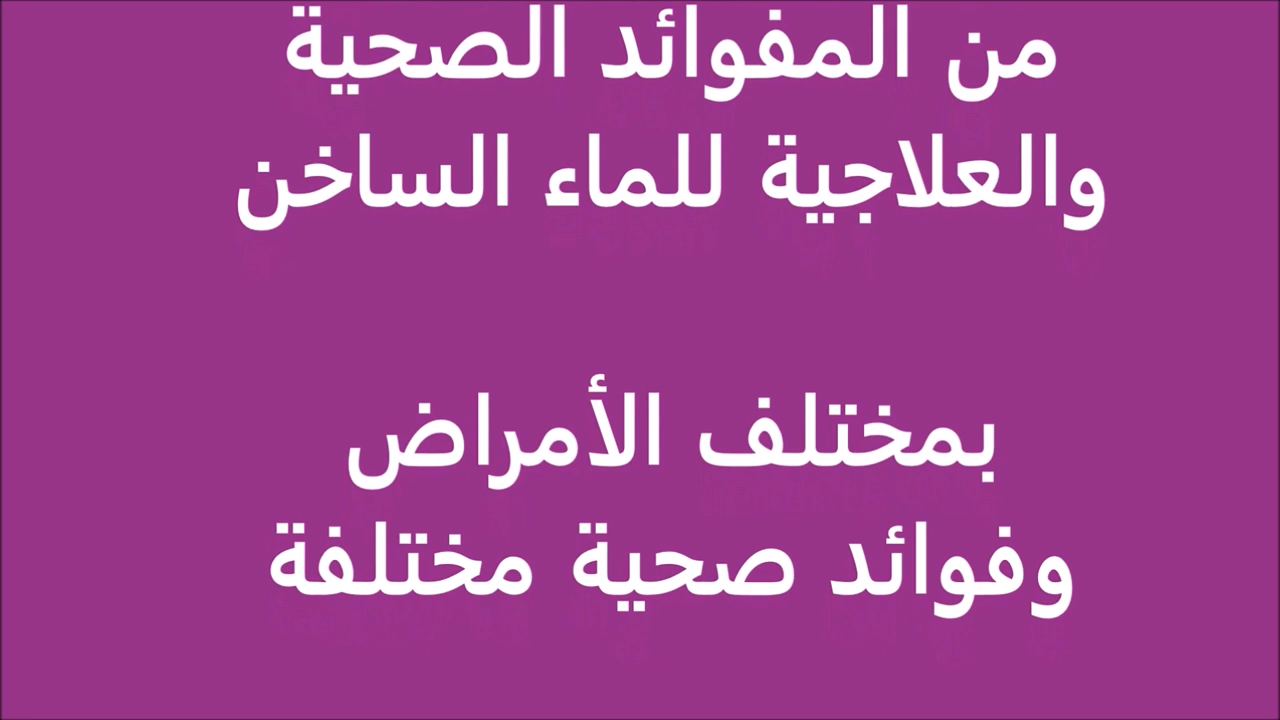 من المفوائد الصحية
والعلاجية للماء الساخن
بمختلف الأمراض
وفوائد صحية مختلفة